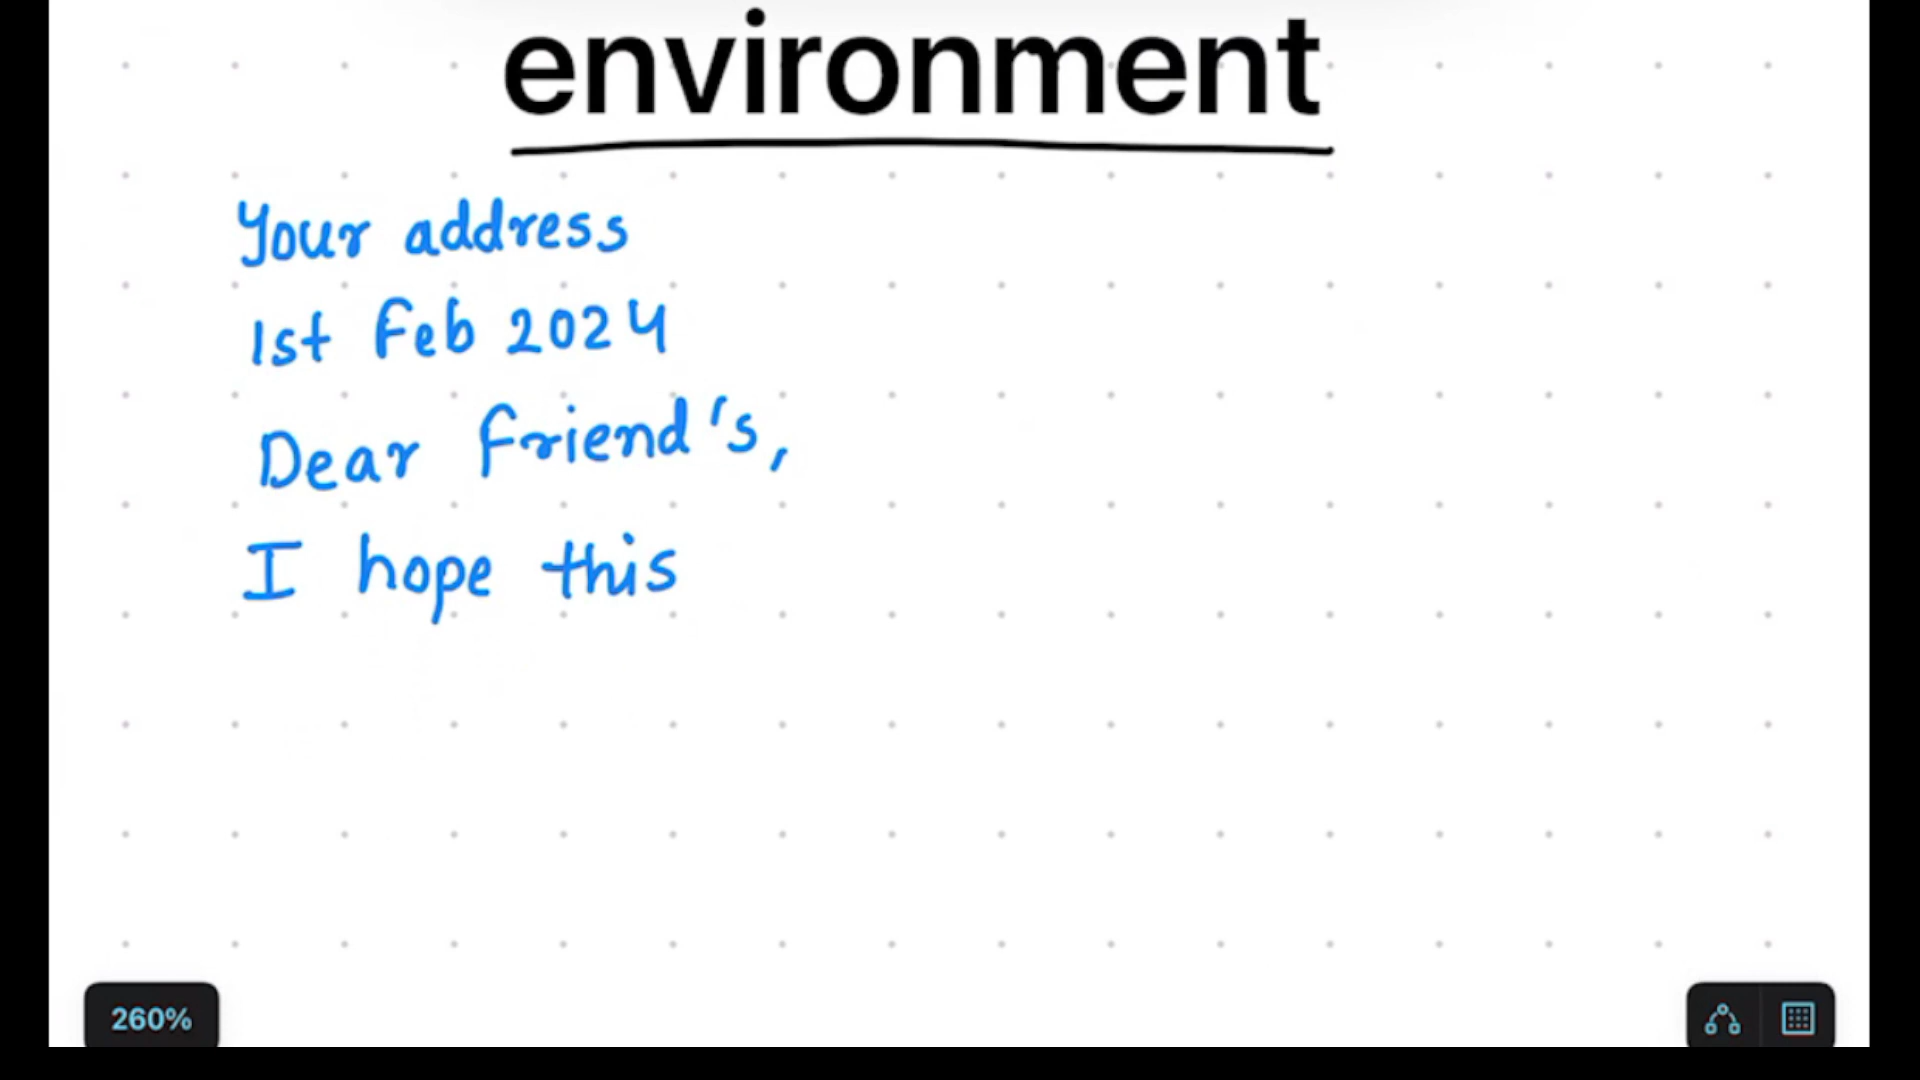 environment
Your address
1st Feb 2024
Dear Friend's,
I hope this
260%